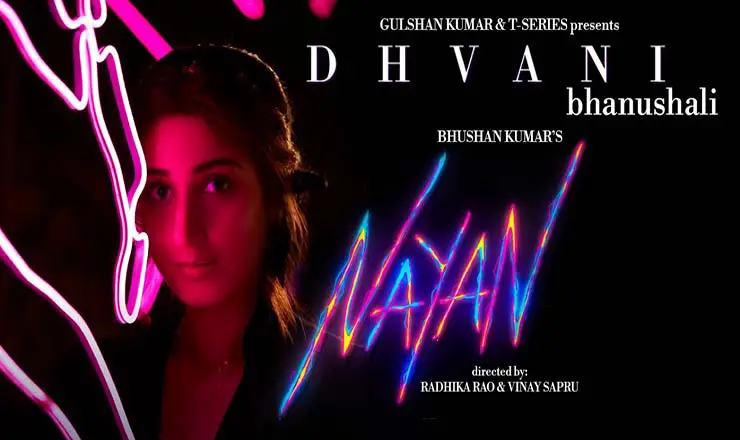 GULSHAN KUMAR & T-SERIES presents
DHVANI
bhanushali
BHUSHAN KUMAR'S
NAYAN
directed by:
RADHIKA RAO & VINAY SAPRU